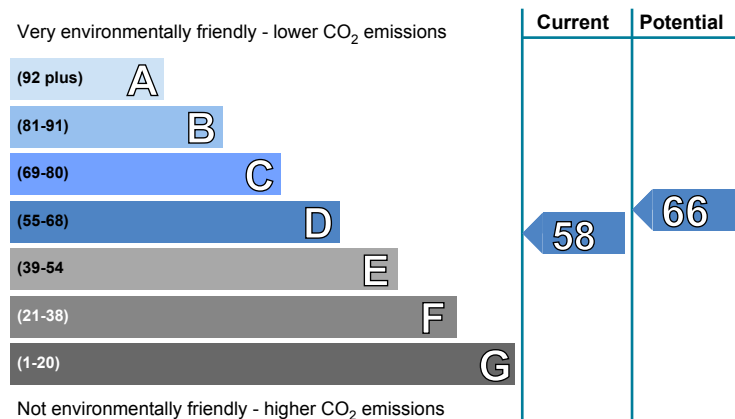 Very environmentally friendly - lower CO2 emissions
Current
Potential
(92 plus) A
(81-91) B
(69-80) C
(55-68) D
(39-54 E
(21-38) F
(1-20) G
58
66
Not environmentally friendly - higher CO2 emissions